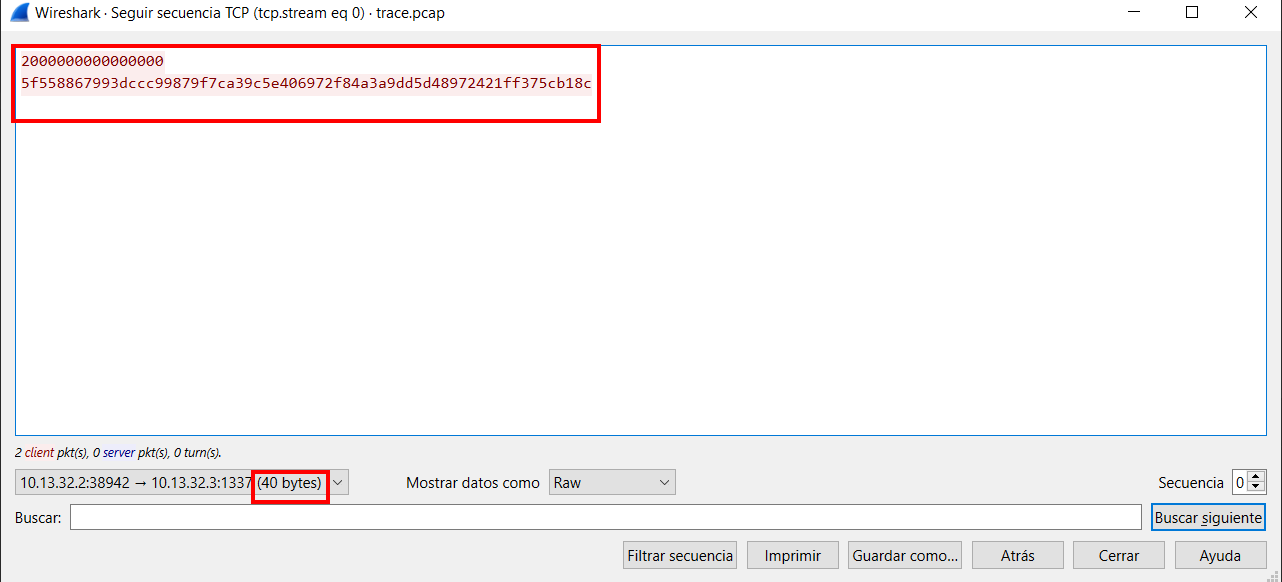 Wireshark · Seguir secuencia TCP (tcp.stream eq 0) · trace.pcap
2000000000000000
5f558867993dccc99879f7ca39c5e406972f84a3a9dd5d48972421ff375cb18c
2 client pkt(s), 0 server pkt(s), 0 turn(s).
10.13.32.2:38942 → 10.13.32.3:1337 (40 bytes) Mostrar datos como Raw Secuencia 0
Buscar: Buscar siguiente
Filtrar secuencia Imprimir Guardar como... Atrás Cerrar Ayuda